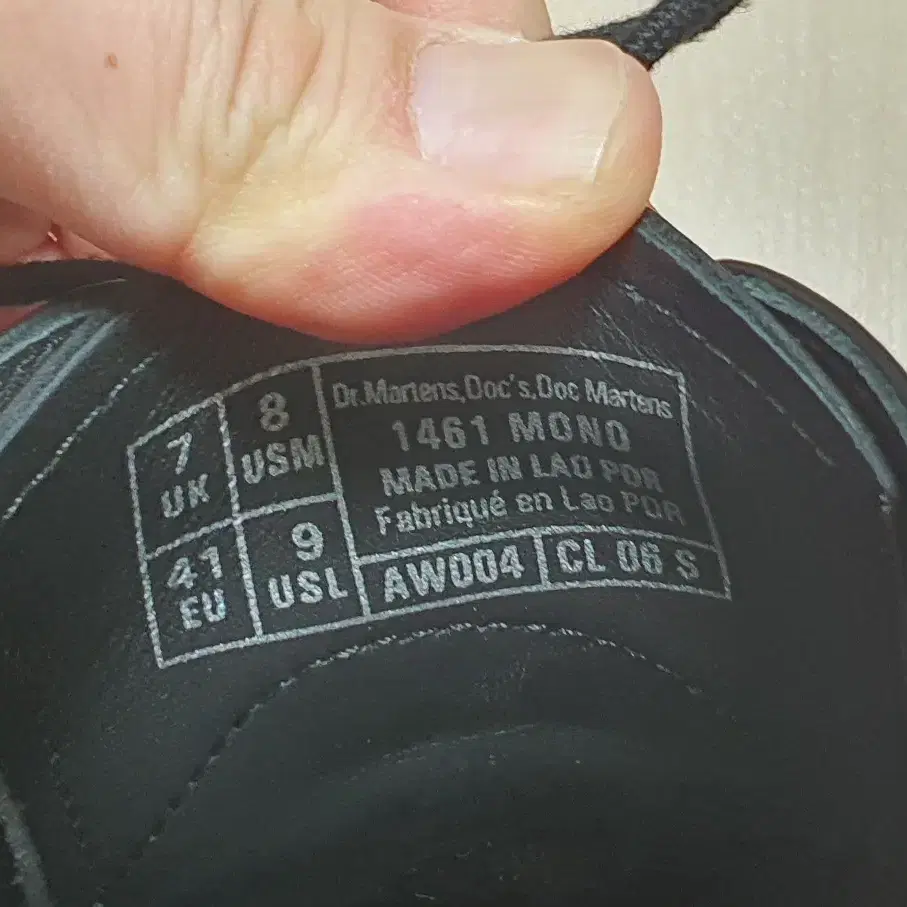 7
UK
8
USM
41
EU
9
USL
Dr.Martens,Doc's,Doc Martens
1461 MONO
MADE IN LAO PDR
Fabriqué en Lao PDR
AW004
CL 06 S